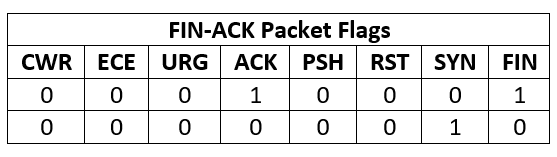 FIN-ACK Packet Flags
CWR ECE URG ACK PSH RST SYN FIN
0 0 0 1 0 0 0 1
0 0 0 0 0 0 1 0